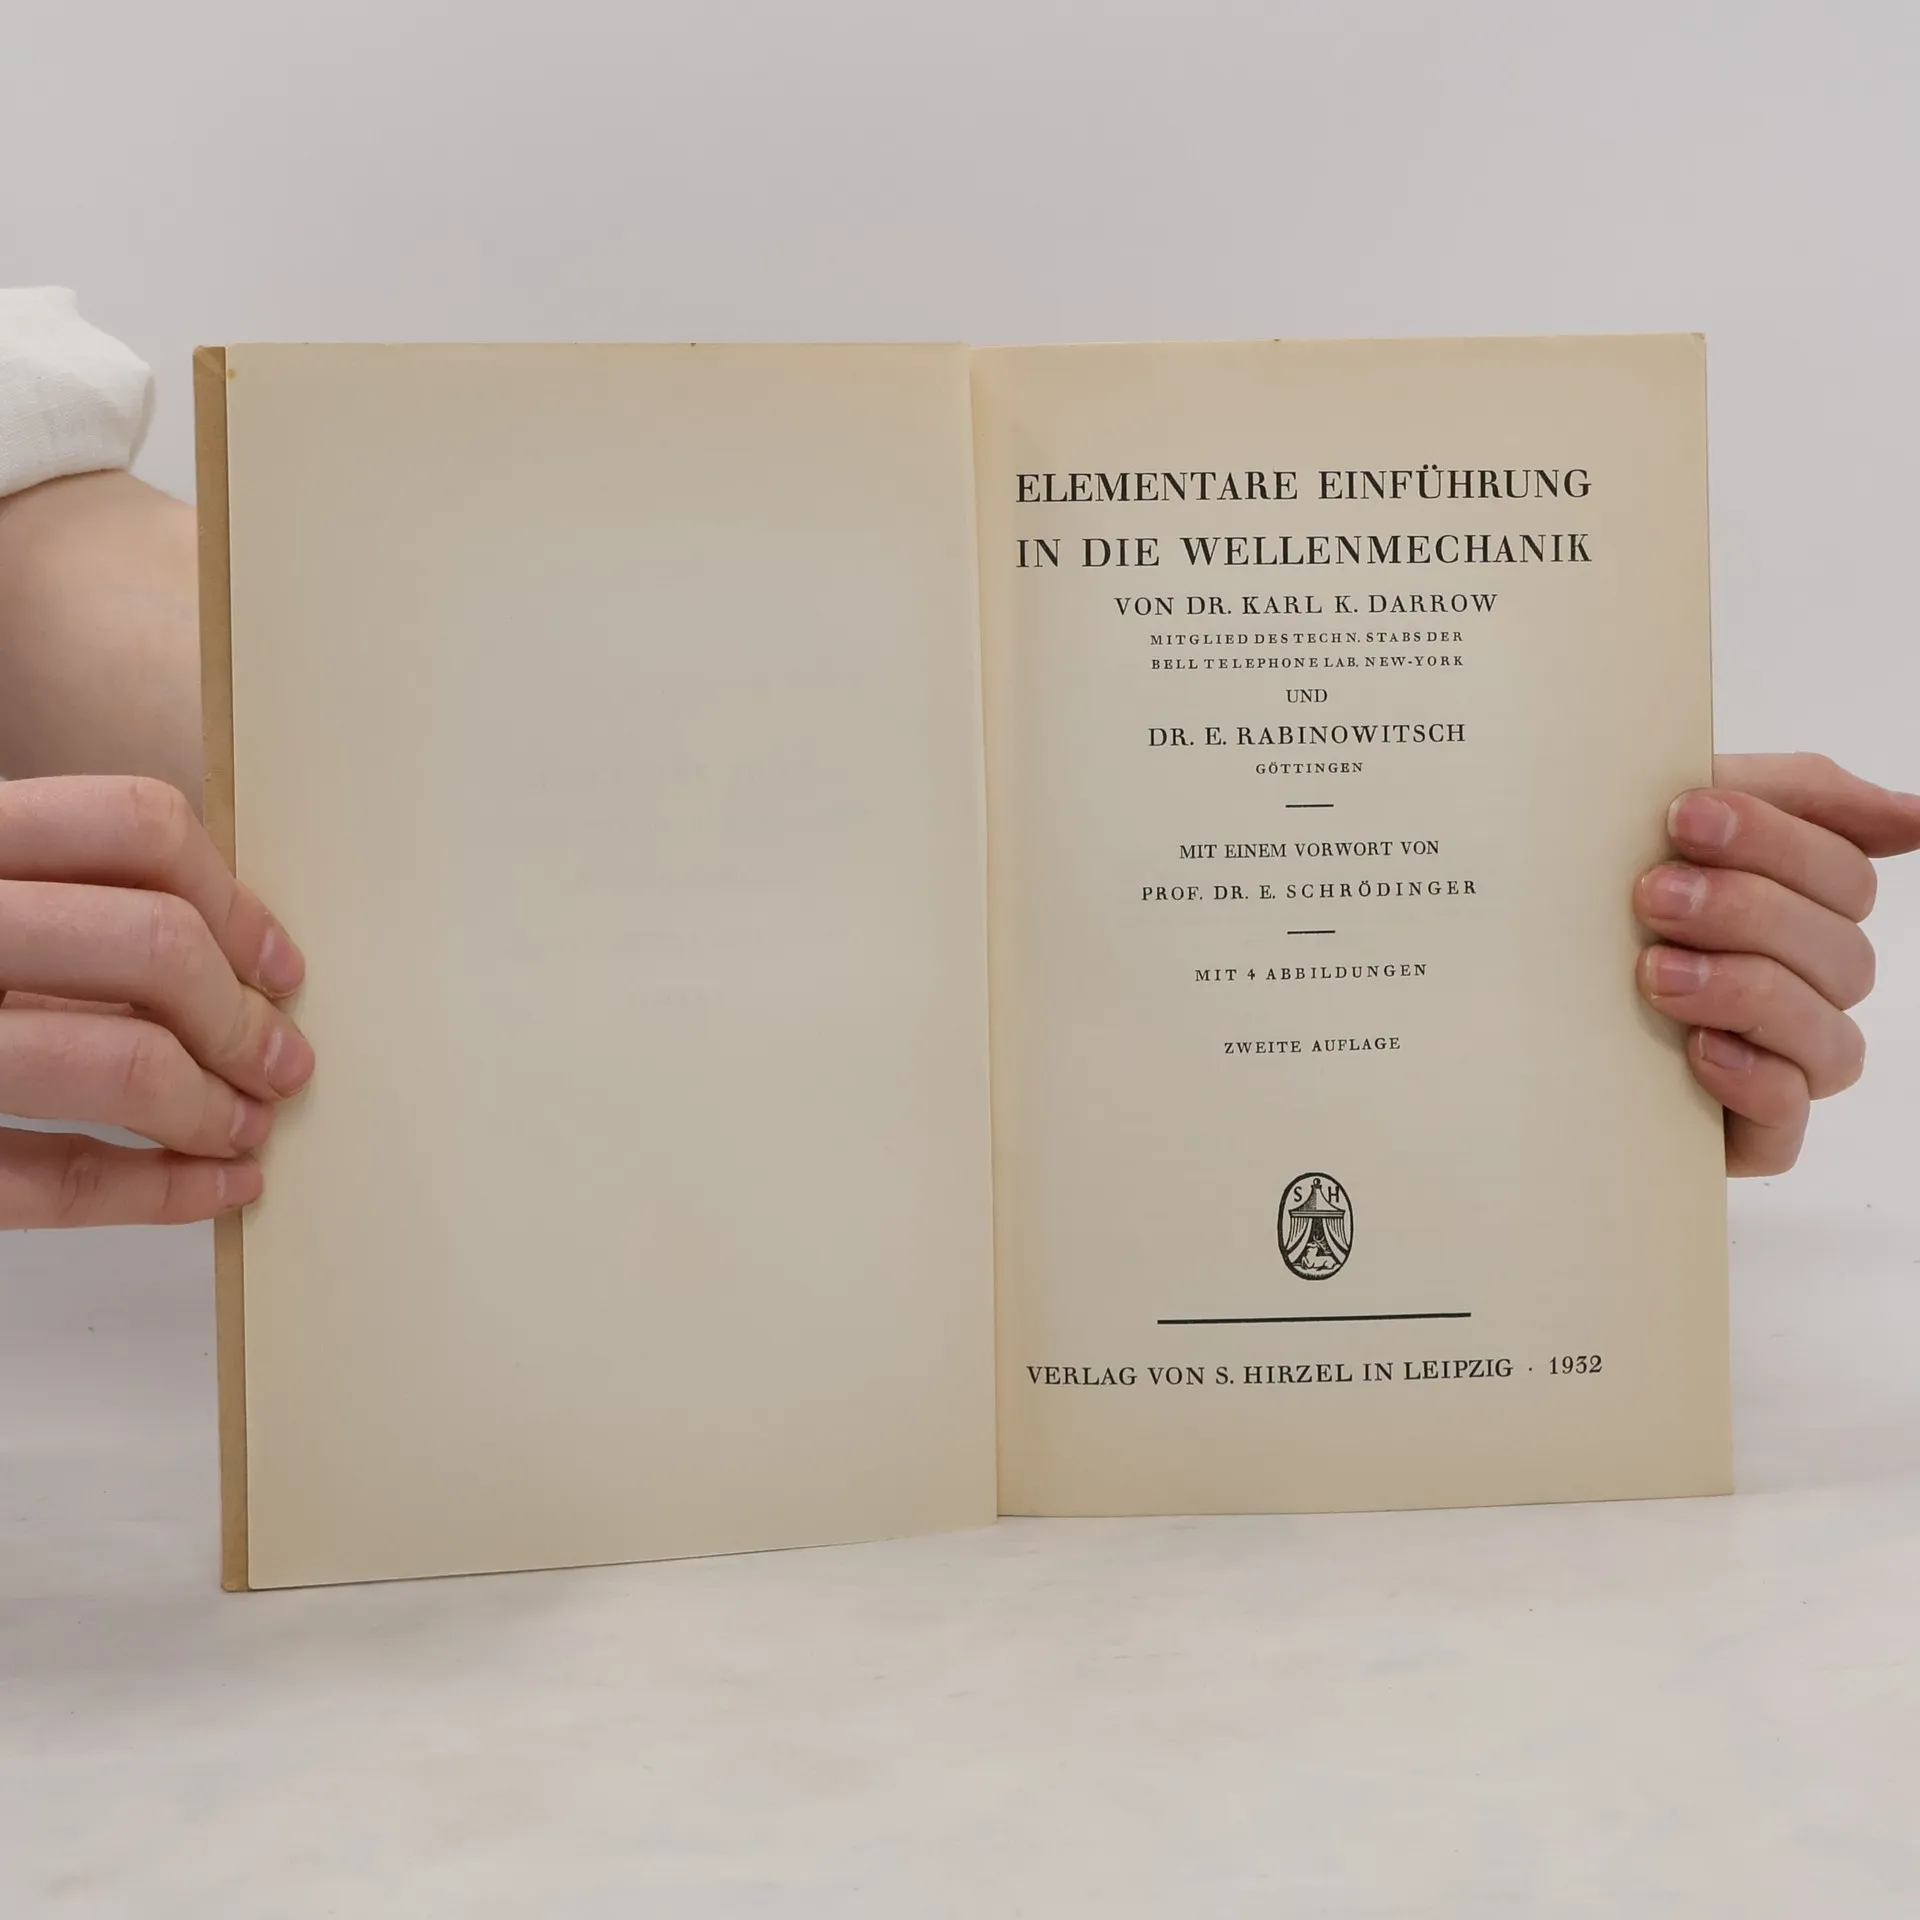 ELEMENTARE EINFÜHRUNG
IN DIE WELLENMECHANIK
VON DR. KARL K. DARROW
MITGLIED DES TECHN. STABS DER
BELL TELEPHONE LAB. NEW-YORK
UND
DR. E. RABINOWITSCH
GÖTTINGEN
MIT EINEM VORWORT VON
PROF. DR. E. SCHRÖDINGER
MIT 4 ABBILDUNGEN
ZWEITE AUFLAGE
S H
VERLAG VON S. HIRZEL IN LEIPZIG · 1932